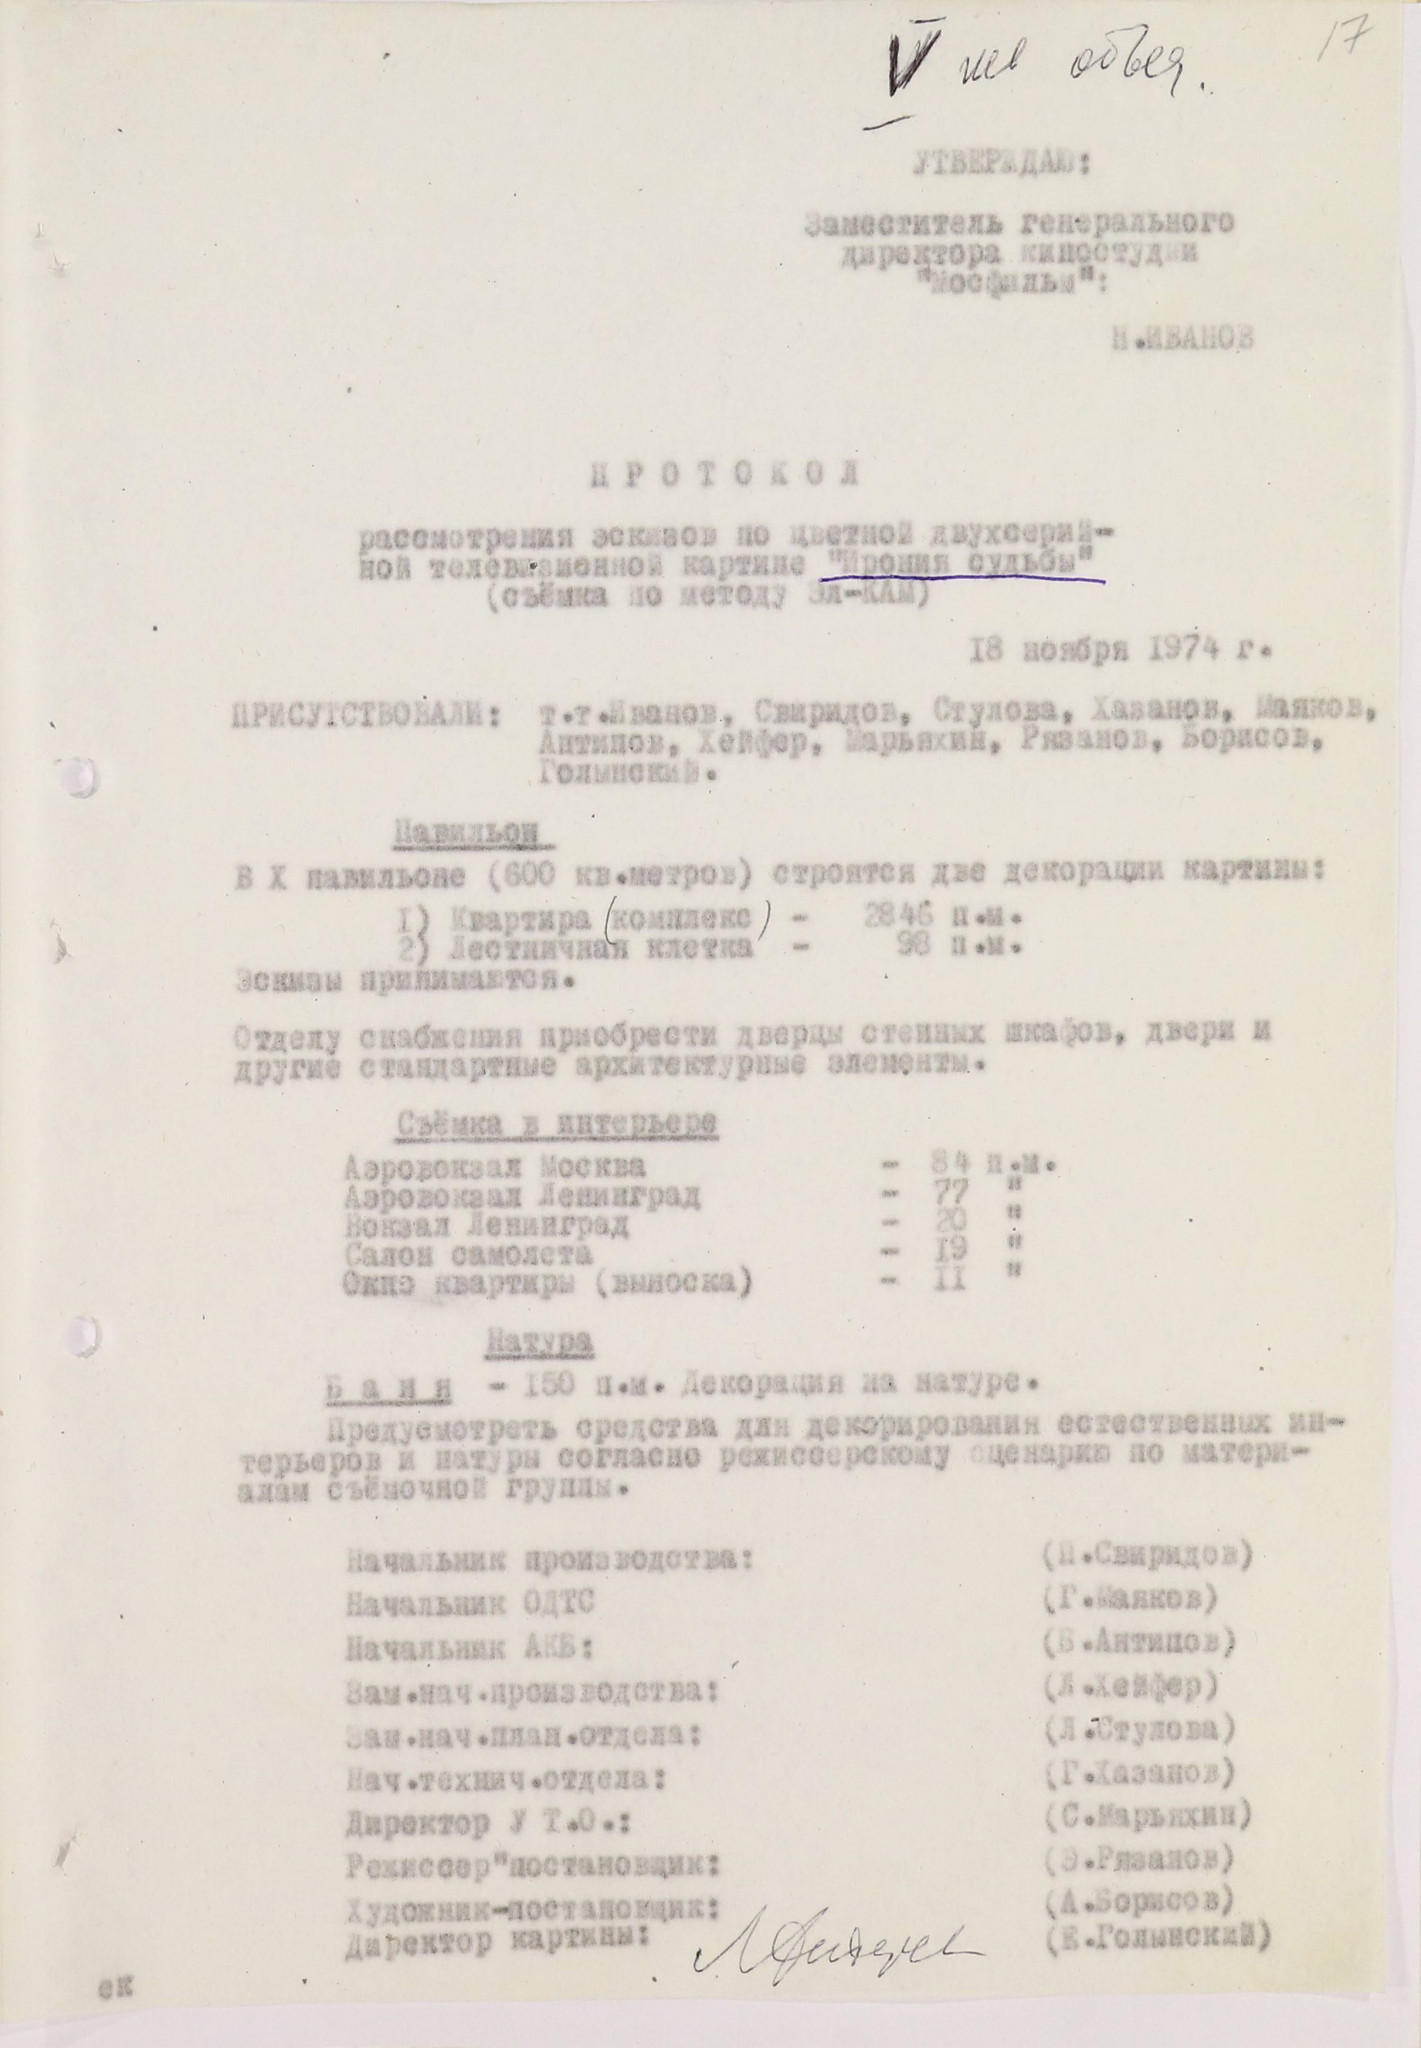 17
V объед.
УТВЕРЖДАЮ:
Заместитель генерального
директора киностудии
"Мосфильм":
Н.ИВАНОВ
П Р О Т О К О Л
рассмотрения эскизов по цветной двухсерий-
ной телевизионной картине "Ирония судьбы"
(съёмка по методу Эл-КАМ)
18 ноября 1974 г.
ПРИСУТСТВОВАЛИ: т.т.Иванов, Свиридов, Стулова, Хазанов, Маяков,
Антипов, Хейфер, Марьяхин, Рязанов, Борисов,
Голынский.
Павильон
В X павильоне (600 кв.метров) строятся две декорации картины:
1) Квартира (комплекс) - 2846 п.м.
2) Лестничная клетка - 98 п.м.
Эскизы принимаются.
Отделу снабжения приобрести дверцы стенных шкафов, двери и
другие стандартные архитектурные элементы.
Съёмка в интерьере
Аэровокзал Москва - 84 п.м.
Аэровокзал Ленинград - 77 "
Вокзал Ленинград - 20 "
Салон самолета - 19 "
Окно квартиры (выноска) - 11 "
Натура
Б а н я - 150 п.м. Декорация на натуре.
Предусмотреть средства для декорирования естественных ин-
терьеров и натуры согласно режиссерскому сценарию по матери-
алам съёмочной группы.
Начальник производства: (Н.Свиридов)
Начальник ОДТС (Г.Маяков)
Начальник АКБ: (Б.Антипов)
Зам.нач.производства: (Л.Хейфер)
Зам.нач.план.отдела: (Л.Стулова)
Нач.технич.отдела: (Г.Хазанов)
Директор У Т.О.: (С.Марьяхин)
Режиссер"постановщик: (Э.Рязанов)
Художник-постановщик: (А.Борисов)
Директор картины: (Е.Голынский)
ек